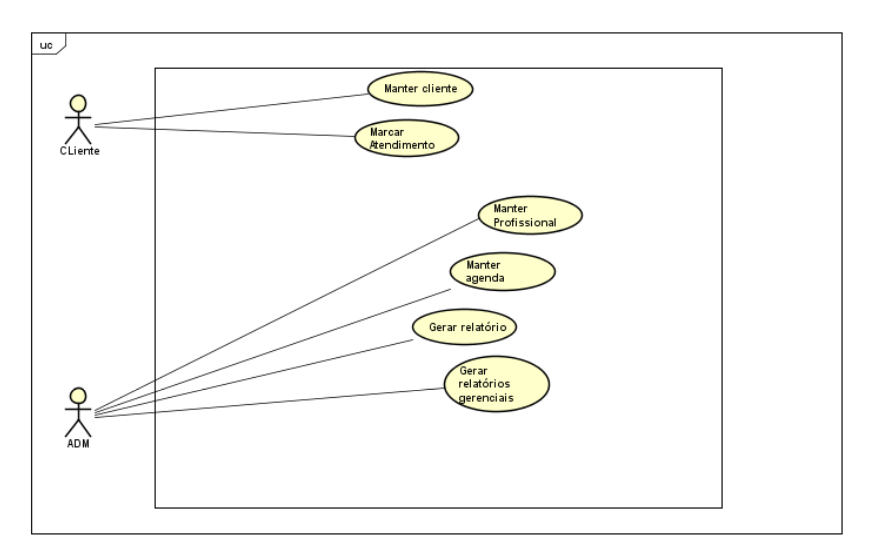 uc
Manter cliente
Marcar
Atendimento
CLiente
Manter
Profissional
Manter
agenda
Gerar relatório
Gerar
relatórios
gerenciais
ADM